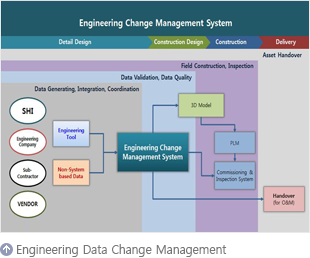 Engineering Change Management System
Detail Design
Construction Design
Construction
Delivery
Asset Handover
Field Construction, Inspection
Data Validation, Data Quality
Data Generating, Integration, Coordination
SHI
Engineering
Company
Sub-
Contractor
VENDOR
Engineering
Tool
Non-System
based Data
Engineering Change
Management System
3D Model
PLM
Commissioning &
Inspection System
Handover
(for O&M)
Engineering Data Change Management